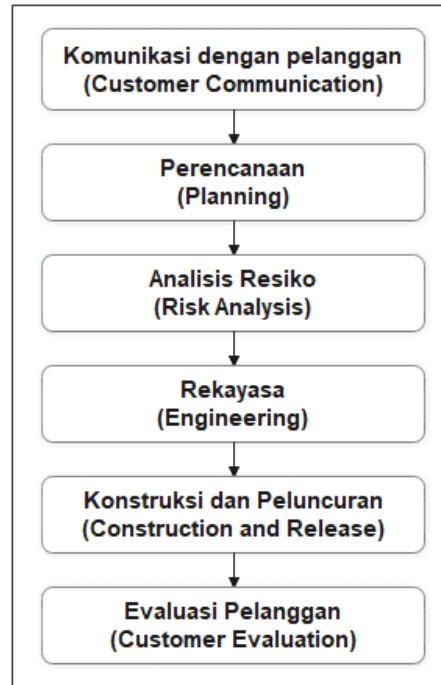 Komunikasi dengan pelanggan
(Customer Communication)
Perencanaan
(Planning)
Analisis Resiko
(Risk Analysis)
Rekayasa
(Engineering)
Konstruksi dan Peluncuran
(Construction and Release)
Evaluasi Pelanggan
(Customer Evaluation)